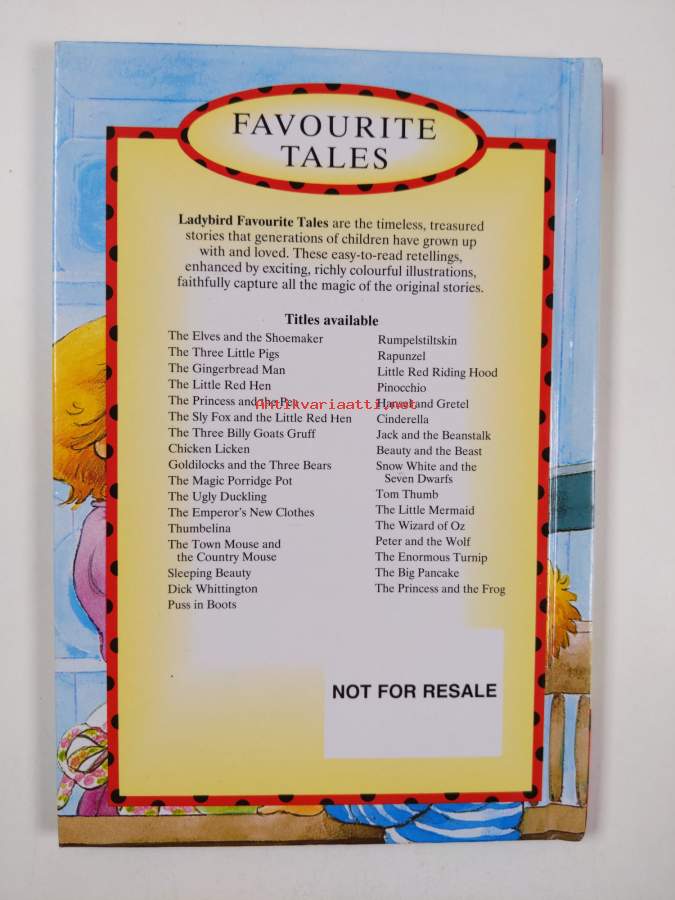 FAVOURITE
TALES
Ladybird Favourite Tales are the timeless, treasured
stories that generations of children have grown up
with and loved. These easy-to-read retellings,
enhanced by exciting, richly colourful illustrations,
faithfully capture all the magic of the original stories.
Titles available
The Elves and the Shoemaker
The Three Little Pigs
The Gingerbread Man
The Little Red Hen
The Princess and the Pea
The Sly Fox and the Little Red Hen
The Three Billy Goats Gruff
Chicken Licken
Goldilocks and the Three Bears
The Magic Porridge Pot
The Ugly Duckling
The Emperor's New Clothes
Thumbelina
The Town Mouse and
the Country Mouse
Sleeping Beauty
Dick Whittington
Puss in Boots
Rumpelstiltskin
Rapunzel
Little Red Riding Hood
Pinocchio
Hansel and Gretel
Cinderella
Jack and the Beanstalk
Beauty and the Beast
Snow White and the
Seven Dwarfs
Tom Thumb
The Little Mermaid
The Wizard of Oz
Peter and the Wolf
The Enormous Turnip
The Big Pancake
The Princess and the Frog
Antikvariaatti.net
NOT FOR RESALE